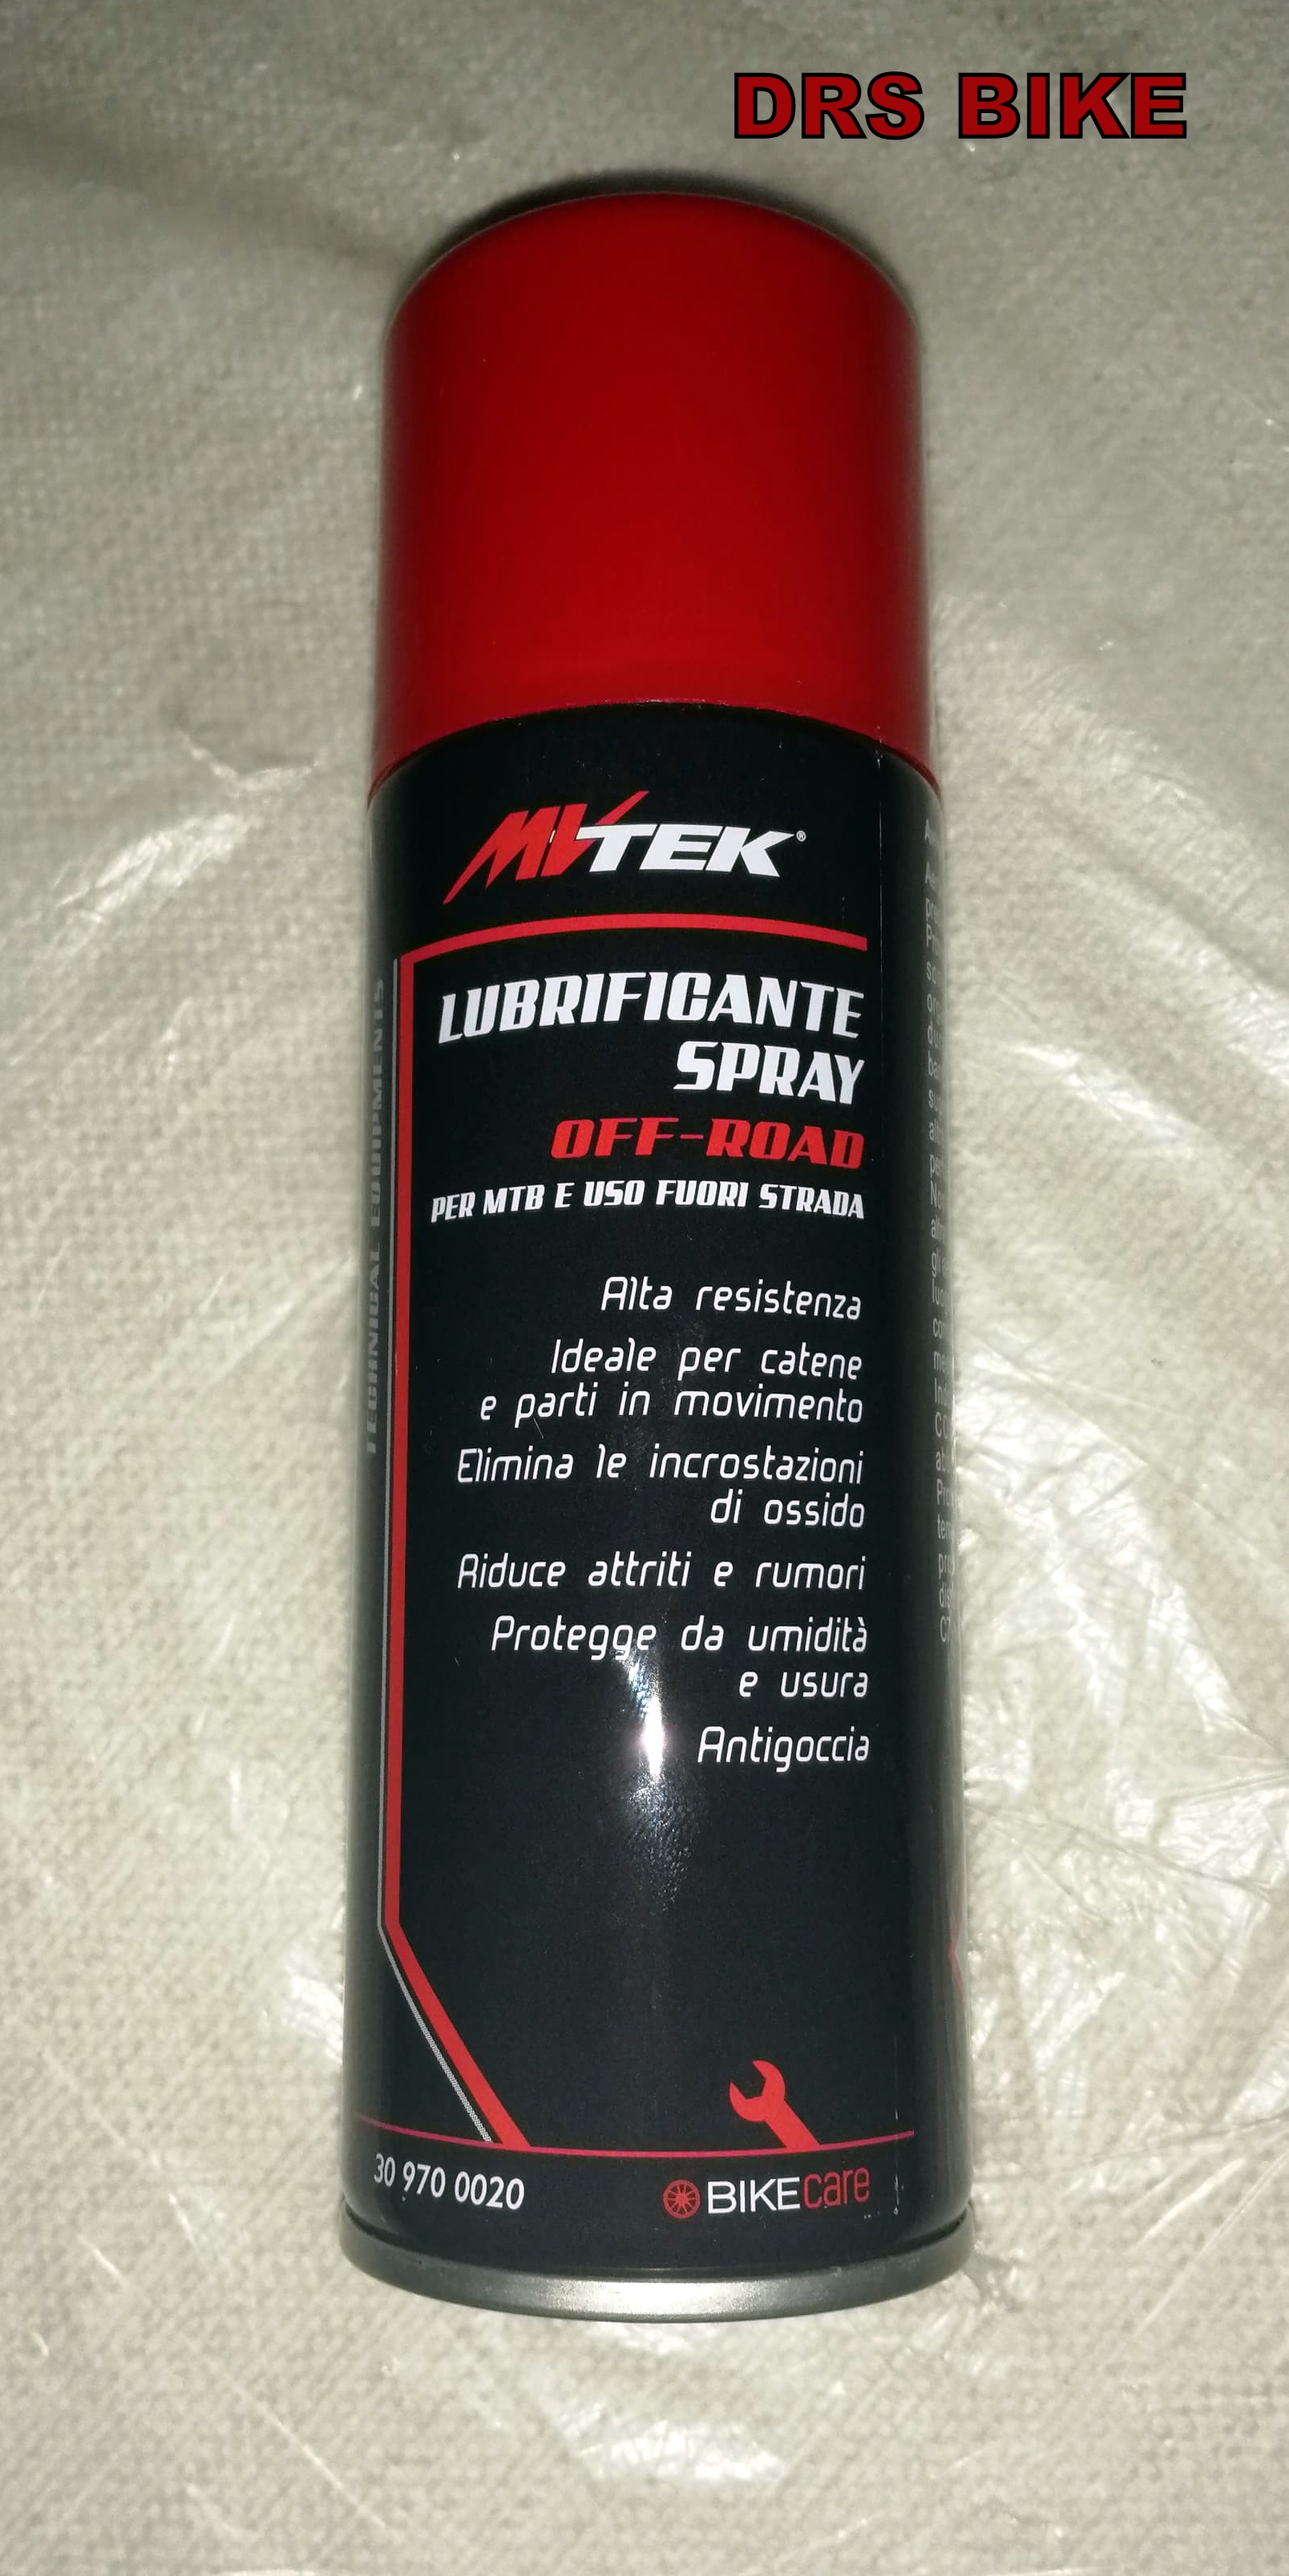 DRS BIKE
MVTEK®
LUBRIFICANTE
SPRAY
OFF-ROAD
PER MTB E USO FUORI STRADA
Alta resistenza
Ideale per catene
e parti in movimento
Elimina le incrostazioni
di ossido
Riduce attriti e rumori
Protegge da umidità
e usura
Antigoccia
TECHNICAL EQUIPMENTS
30 970 0020
BIKEcare